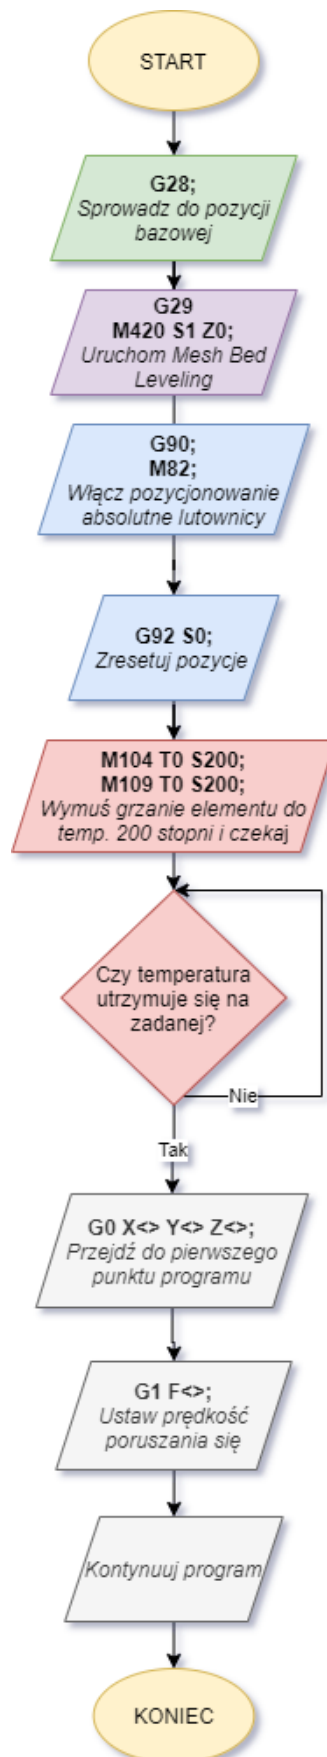 START
G28;
Sprowadz do pozycji
bazowej
G29
M420 S1 Z0;
Uruchom Mesh Bed
Leveling
G90;
M82;
Włącz pozycjonowanie
absolutne lutownicy
G92 S0;
Zresetuj pozycje
M104 T0 S200;
M109 T0 S200;
Wymuś grzanie elementu do
temp. 200 stopni i czekaj
Czy temperatura
utrzymuje się na
zadanej?
Nie
Tak
G0 X<> Y<> Z<>;
Przejdź do pierwszego
punktu programu
G1 F<>;
Ustaw prędkość
poruszania się
Kontynuuj program
KONIEC